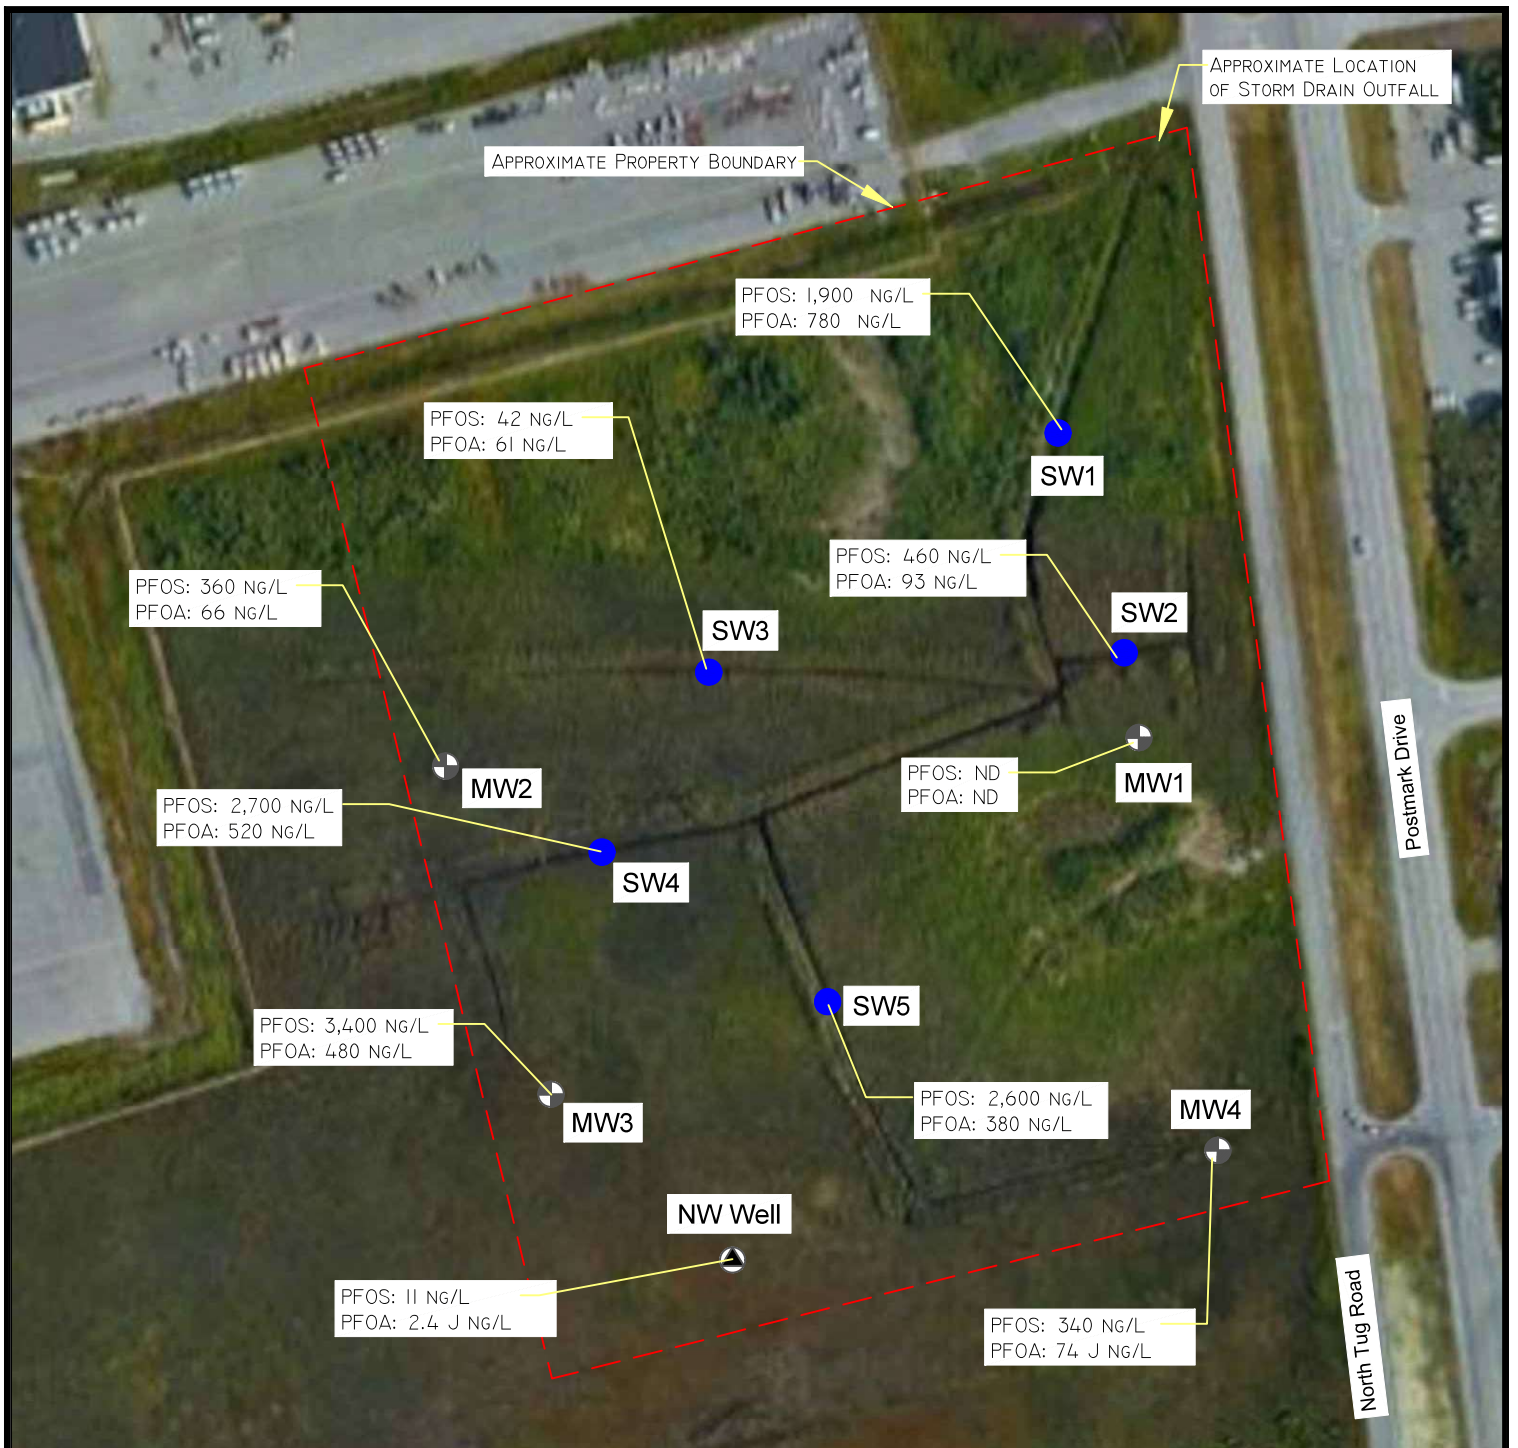 APPROXIMATE LOCATION
OF STORM DRAIN OUTFALL
APPROXIMATE PROPERTY BOUNDARY
PFOS: 1,900 NG/L
PFOA: 780 NG/L
SW1
PFOS: 42 NG/L
PFOA: 61 NG/L
SW3
PFOS: 460 NG/L
PFOA: 93 NG/L
SW2
PFOS: 360 NG/L
PFOA: 66 NG/L
MW2
PFOS: ND
PFOA: ND
MW1
Postmark Drive
PFOS: 2,700 NG/L
PFOA: 520 NG/L
SW4
SW5
PFOS: 3,400 NG/L
PFOA: 480 NG/L
MW3
PFOS: 2,600 NG/L
PFOA: 380 NG/L
MW4
NW Well
PFOS: 11 NG/L
PFOA: 2.4 J NG/L
PFOS: 340 NG/L
PFOA: 74 J NG/L
North Tug Road